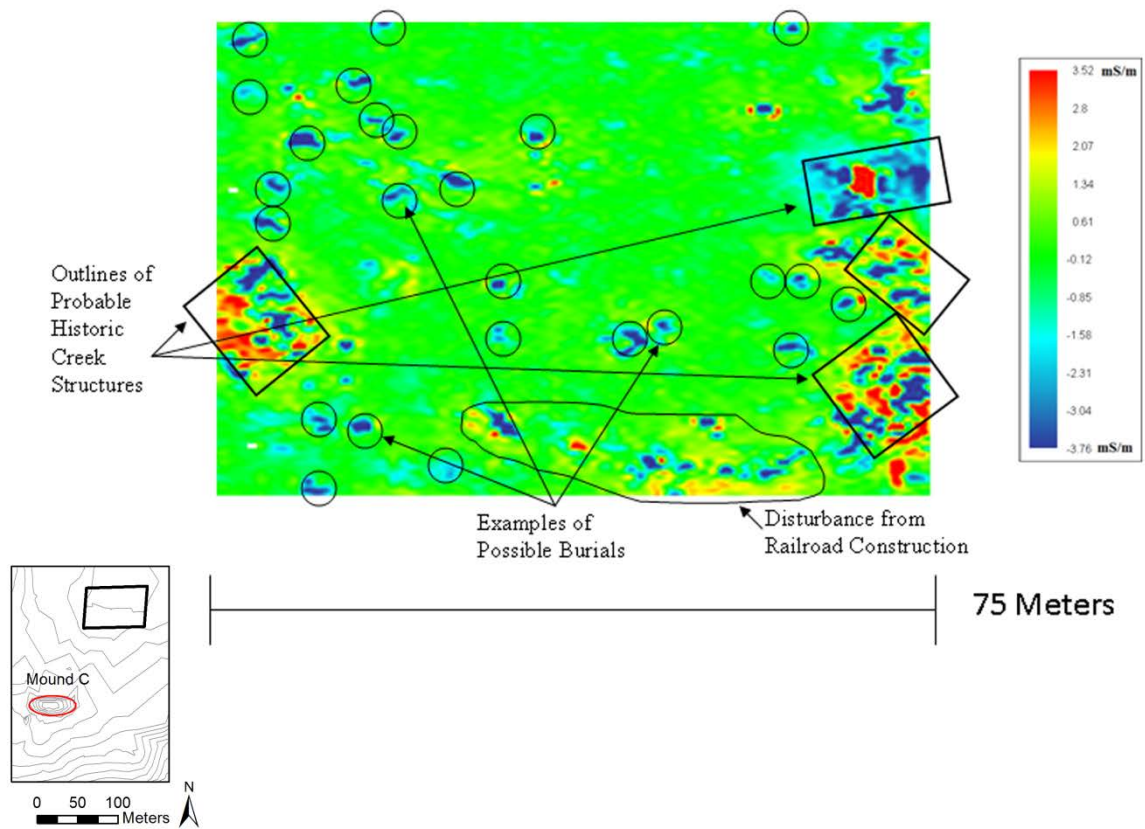 3.52 mS/m
2.8
2.07
1.34
0.61
-0.12
-0.85
-1.58
-2.31
-3.04
-3.76 mS/m
Outlines of
Probable
Historic
Creek
Structures
Examples of
Possible Burials
Disturbance from
Railroad Construction
75 Meters
Mound C
N
0 50 100
Meters